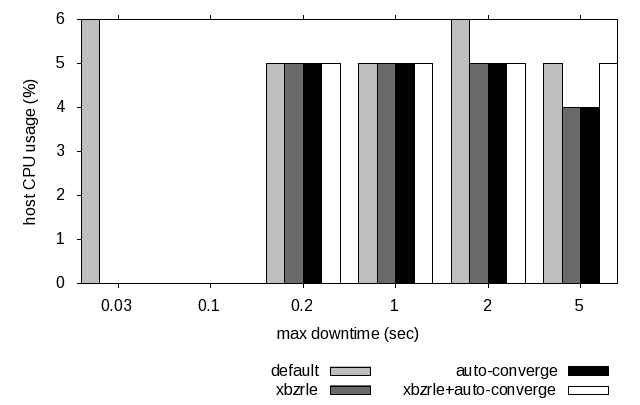 6
5
4
3
2
1
0
host CPU usage (%)
0.03 0.1 0.2 1 2 5
max downtime (sec)
default auto-converge
xbzrle xbzrle+auto-converge